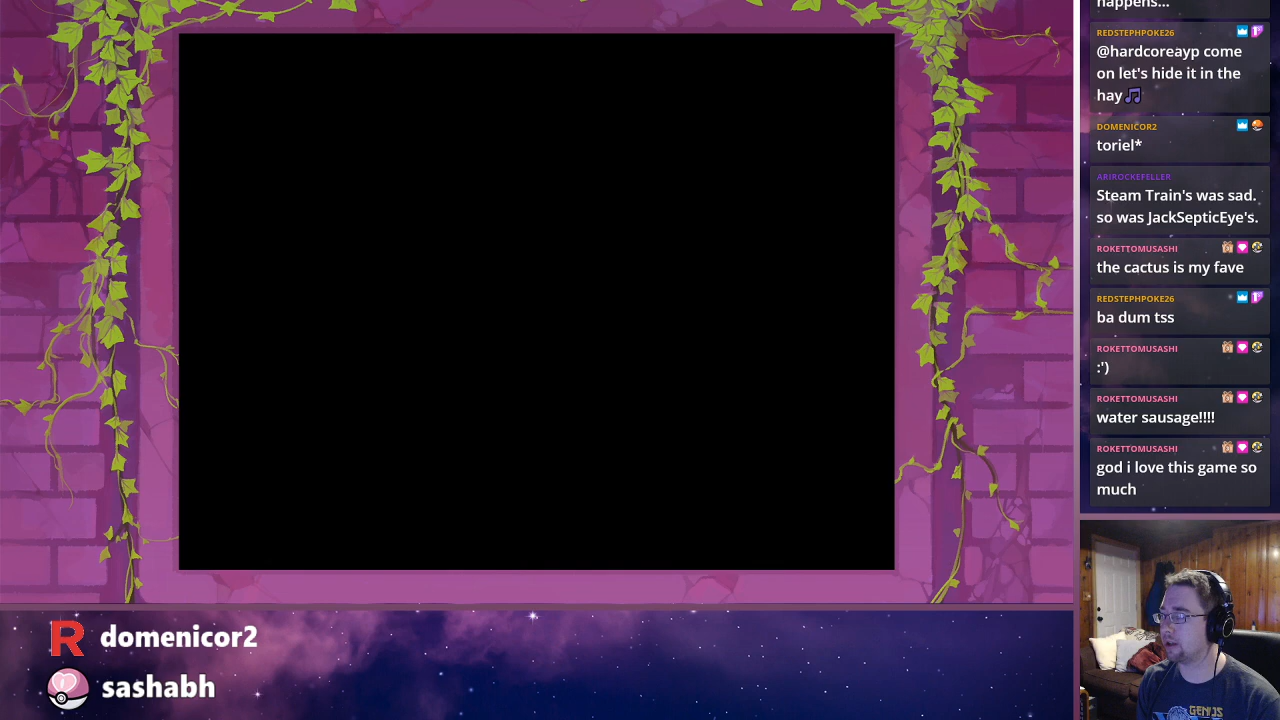 happens...
REDSTEPHPOKE26
@hardcoreayp come
on let's hide it in the
hay🎵
DOMENICOR2
toriel*
ARIROCKEFELLER
Steam Train's was sad.
so was JackSepticEye's.
ROKETTOMUSASHI
the cactus is my fave
REDSTEPHPOKE26
ba dum tss
ROKETTOMUSASHI
:')
ROKETTOMUSASHI
water sausage!!!!
ROKETTOMUSASHI
god i love this game so
much
R domenicor2
sashabh
GENIUS